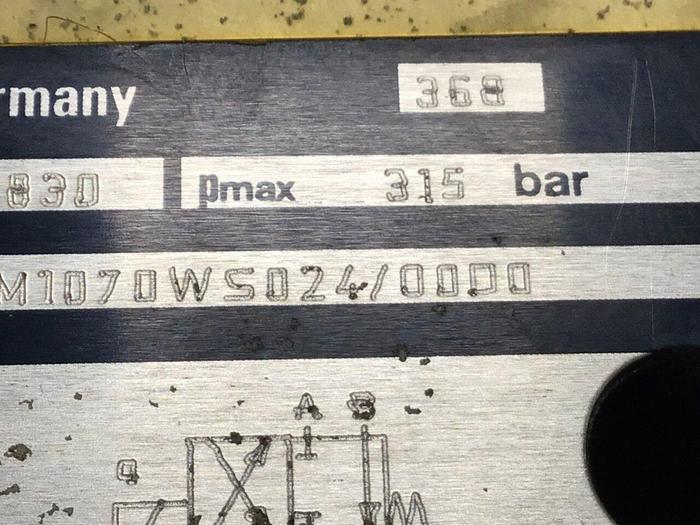 rmany 368
830 pmax 315 bar
M1070WS024/00D0
A B
a